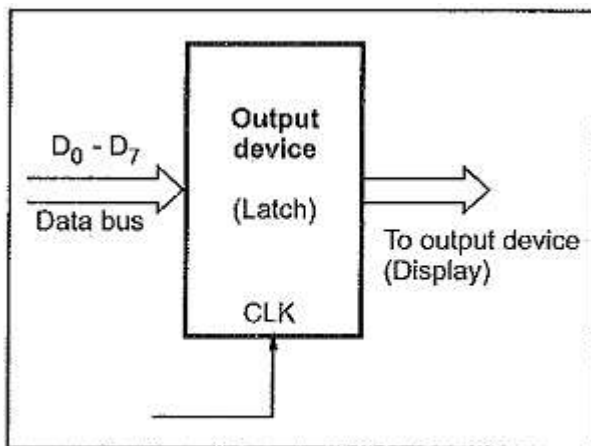 D₀ - D₇
Data bus
Output
device
(Latch)
CLK
To output device
(Display)